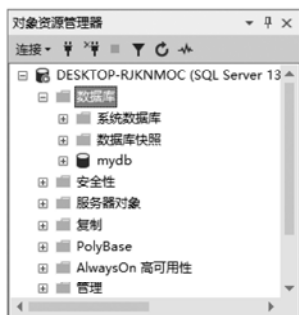 对象资源管理器
连接
DESKTOP-RJKNMOC (SQL Server 13
数据库
系统数据库
数据库快照
mydb
安全性
服务器对象
复制
PolyBase
AlwaysOn 高可用性
管理